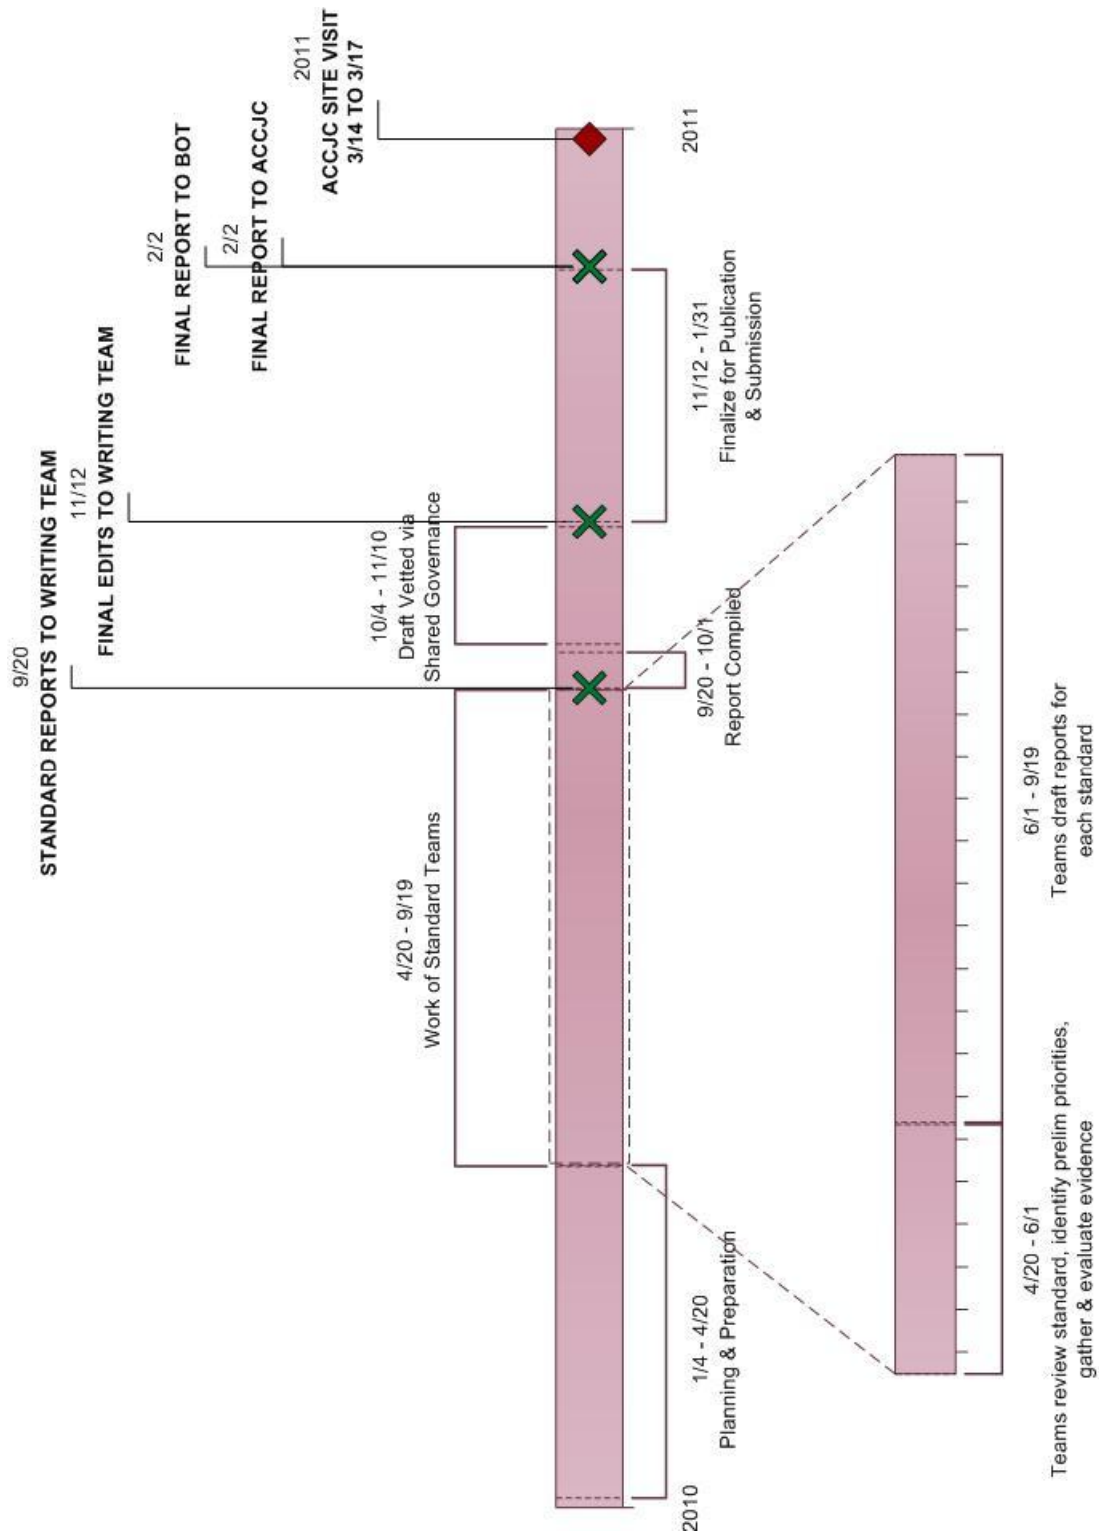 9/20
STANDARD REPORTS TO WRITING TEAM
11/12
FINAL EDITS TO WRITING TEAM
2/2
FINAL REPORT TO BOT
2/2
FINAL REPORT TO ACCJC
2011
ACCJC SITE VISIT
3/14 TO 3/17
4/20 - 9/19
Work of Standard Teams
10/4 - 11/10
Draft Vetted via
Shared Governance
2010
2011
1/4 - 4/20
Planning & Preparation
9/20 - 10/1
Report Compiled
11/12 - 1/31
Finalize for Publication
& Submission
4/20 - 6/1
Teams review standard, identify prelim priorities,
gather & evaluate evidence
6/1 - 9/19
Teams draft reports for
each standard